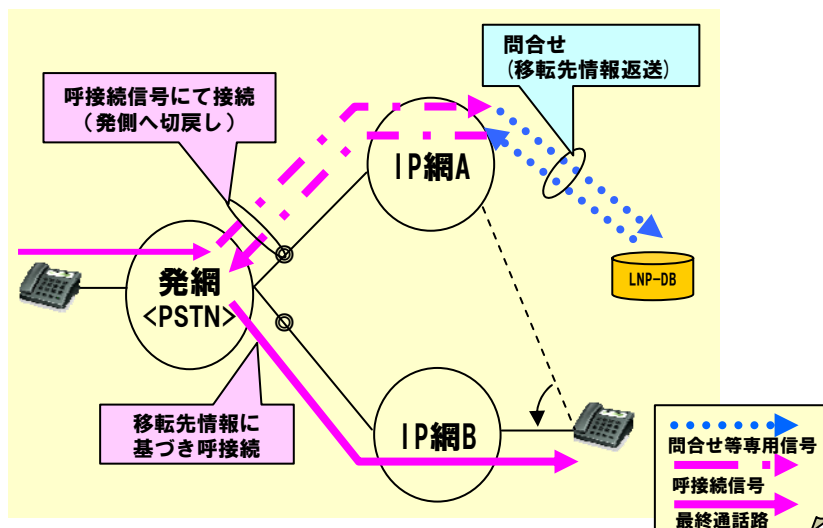 問合せ
(移転先情報返送)
呼接続信号にて接続
(発側へ切戻し)
IP網A
LNP-DB
発網
<PSTN>
移転先情報に
基づき呼接続
IP網B
問合せ等専用信号
呼接続信号
最終通話路